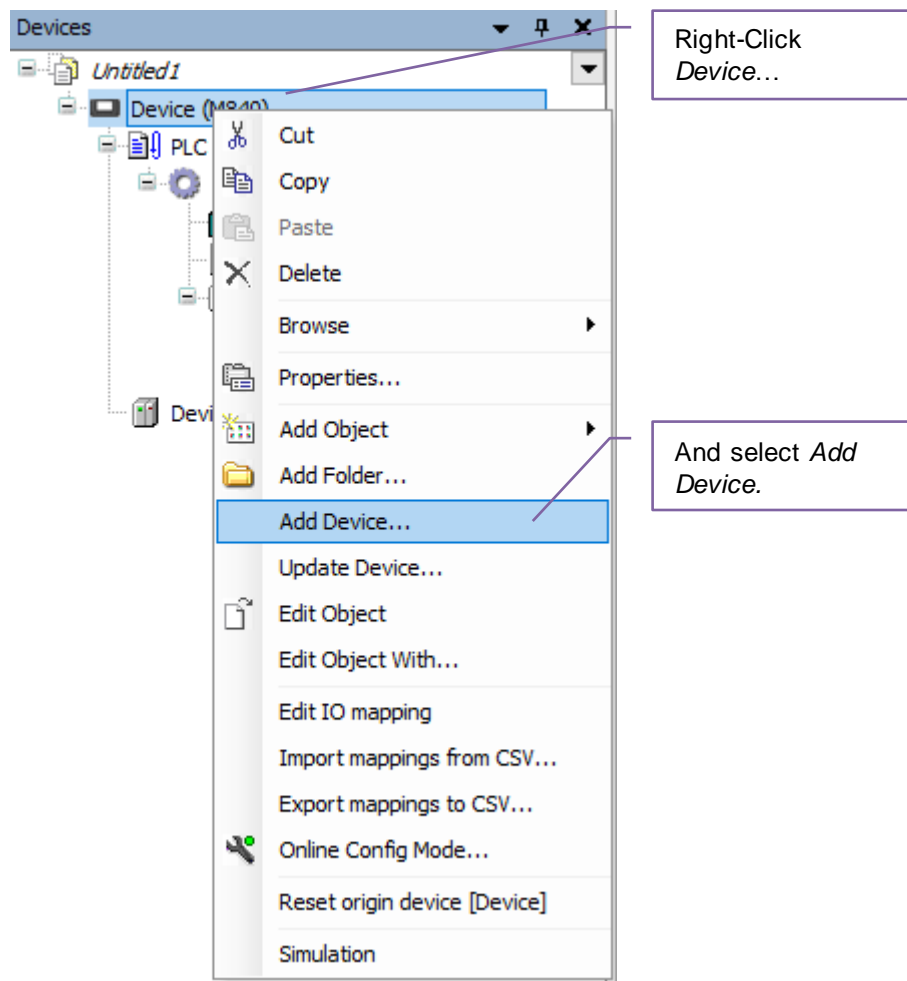 Devices
Untitled1
Device (M840)
PLC
Devi
Cut
Copy
Paste
Delete
Browse
Properties...
Add Object
Add Folder...
Add Device...
Update Device...
Edit Object
Edit Object With...
Edit IO mapping
Import mappings from CSV...
Export mappings to CSV...
Online Config Mode...
Reset origin device [Device]
Simulation
Right-Click
Device…
And select Add
Device.